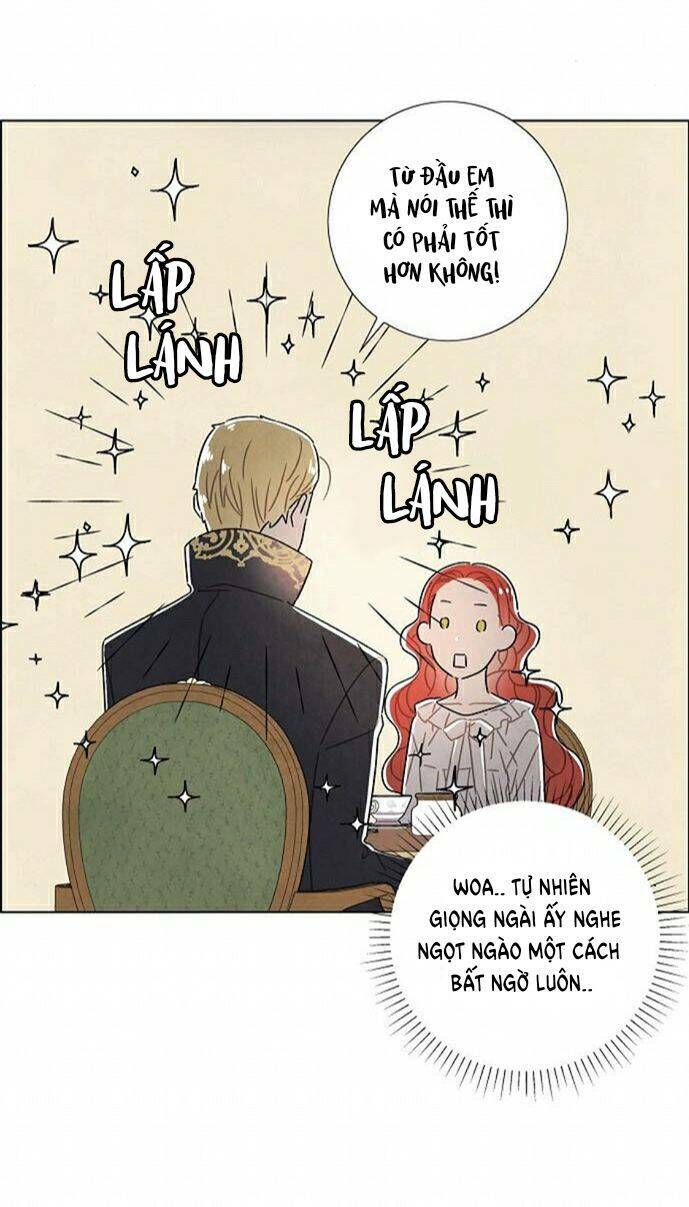 TỪ ĐẦU EM
MÀ NÓI THẾ THÌ
CÓ PHẢI TỐT
HƠN KHÔNG!
LẤP
LÁNH
LẤP
LÁNH
WOA.. TỰ NHIÊN
GIỌNG NGÀI ẤY NGHE
NGỌT NGÀO MỘT CÁCH
BẤT NGỜ LUÔN..